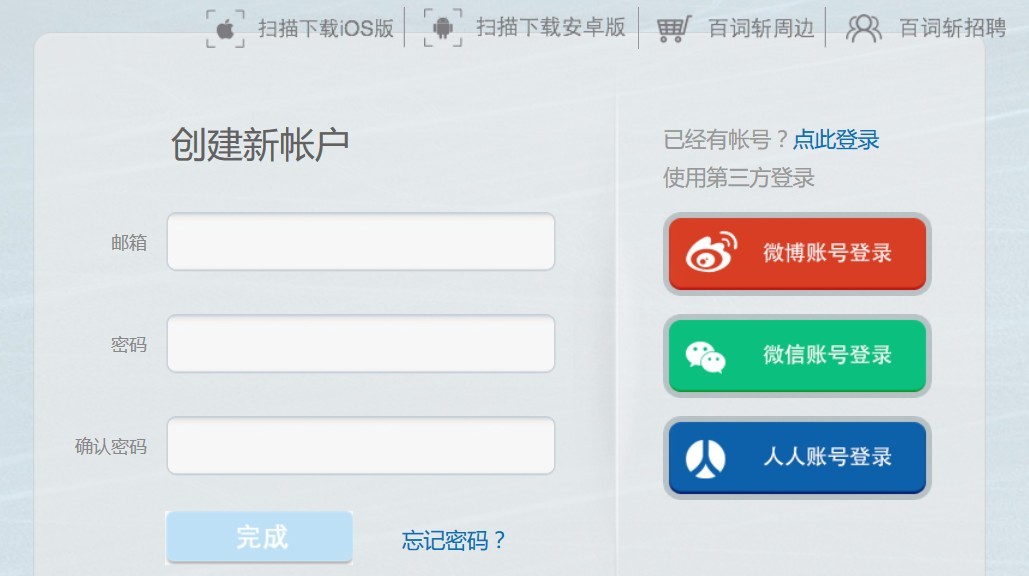 扫描下载iOS版 扫描下载安卓版 百词斩周边 百词斩招聘
创建新帐户
邮箱
密码
确认密码
完成 忘记密码？
已经有帐号？点此登录
使用第三方登录
微博账号登录
微信账号登录
人人账号登录